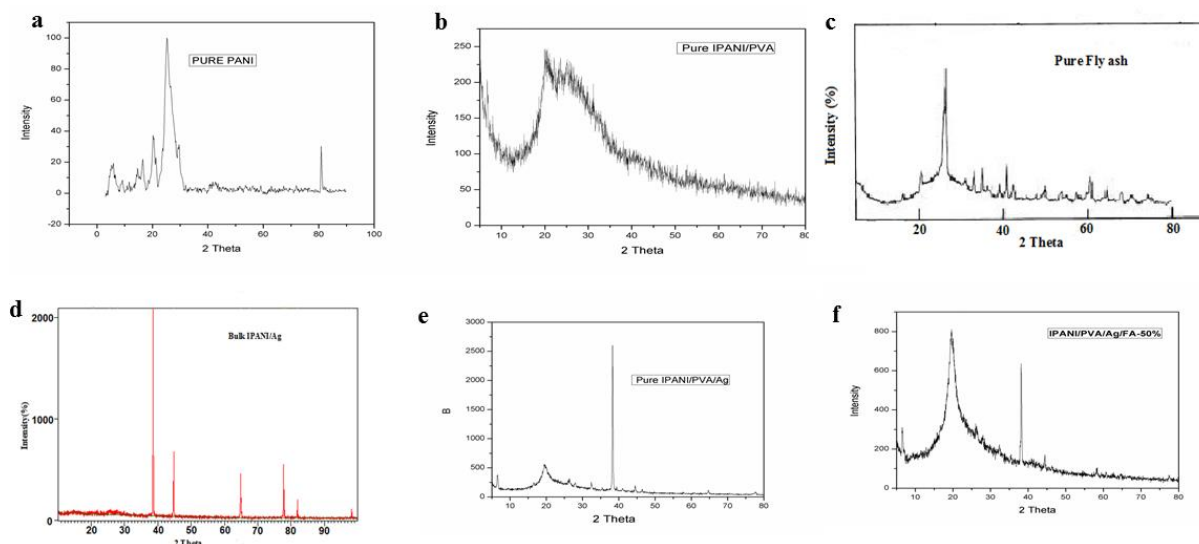 a
100
80
60
40
20
0
-20
Intensity
PURE PANI
0 20 40 60 80 100
2 Theta
b
250
200
150
100
50
0
Intensity
Pure IPANI/PVA
10 20 30 40 50 60 70 80
2 Theta
c
Pure Fly ash
Intensity (%)
20 40 60 80
2 Theta
d
2000
1000
0
Intensity(%)
Bulk IPANI/Ag
10 20 30 40 50 60 70 80 90
2 Theta
e
3000
2500
2000
1500
1000
500
0
B
Pure IPANI/PVA/Ag
10 20 30 40 50 60 70 80
2 Theta
f
800
600
400
200
0
Intensity
IPANI/PVA/Ag/FA-50%
10 20 30 40 50 60 70 80
2 Theta